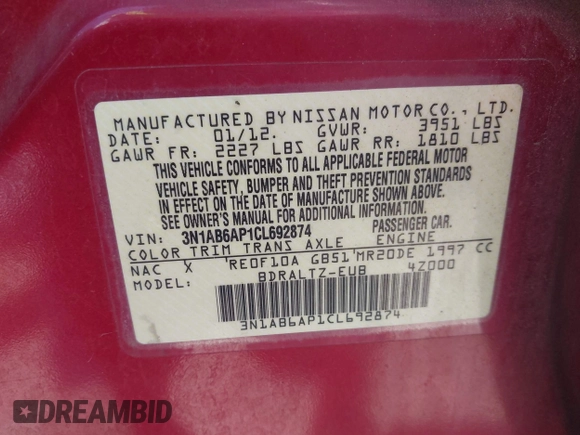 MANUFACTURED BY NISSAN MOTOR CO., LTD.
DATE: 01/12. GVWR: 3951 LBS
GAWR FR: 2227 LBS GAWR RR: 1810 LBS
THIS VEHICLE CONFORMS TO ALL APPLICABLE FEDERAL MOTOR
VEHICLE SAFETY, BUMPER AND THEFT PREVENTION STANDARDS
IN EFFECT ON THE DATE OF MANUFACTURE SHOWN ABOVE.
SEE OWNER'S MANUAL FOR ADDITIONAL INFORMATION
VIN: 3N1AB6AP1CL692874 PASSENGER CAR.
COLOR TRIM TRANS AXLE ENGINE
NAC X 'RE0F10A GB51'MR20DE 1997 CC
BDRALTZ-EUB 4Z000
3N1AB6AP1CL692874
DREAMBID